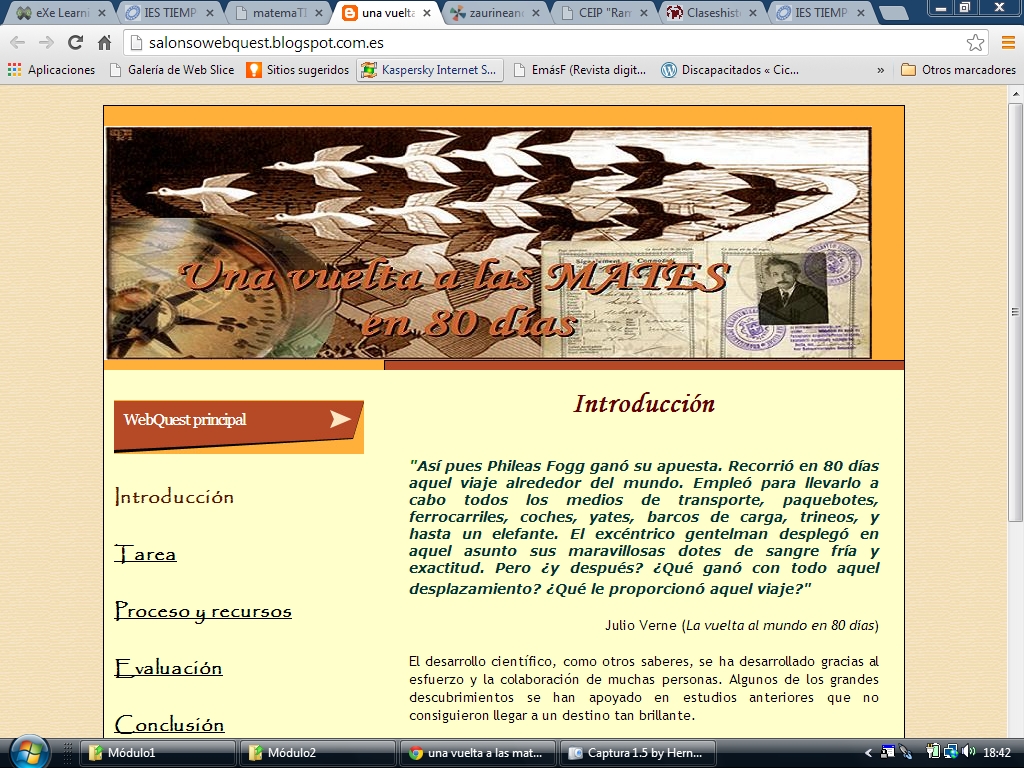 eXe Learni
IES TIEMP
matemaTI
una vuelta
zaurinean
CEIP "Ram
Claseshist
IES TIEMP
salonsowebquest.blogspot.com.es
Aplicaciones
Galería de Web Slice
Sitios sugeridos
Kaspersky Internet S...
EmásF (Revista digit...
Discapacitados « Cic...
»
Otros marcadores
Una vuelta a las MATES
en 80 días
WebQuest principal
Introducción
Tarea
Proceso y recursos
Evaluación
Conclusión
Introducción
"Así pues Phileas Fogg ganó su apuesta. Recorrió en 80 días
aquel viaje alrededor del mundo. Empleó para llevarlo a
cabo todos los medios de transporte, paquebotes,
ferrocarriles, coches, yates, barcos de carga, trineos, y
hasta un elefante. El excéntrico gentelman desplegó en
aquel asunto sus maravillosas dotes de sangre fría y
exactitud. Pero ¿y después? ¿Qué ganó con todo aquel
desplazamiento? ¿Qué le proporcionó aquel viaje?"
Julio Verne (La vuelta al mundo en 80 dias)
El desarrollo científico, como otros saberes, se ha desarrollado gracias al
esfuerzo y la colaboración de muchas personas. Algunos de los grandes
descubrimientos se han apoyado en estudios anteriores que no
consiguieron llegar a un destino tan brillante.
Módulo1
Módulo2
una vuelta a las mat...
Captura 1.5 by Hern...
18:42